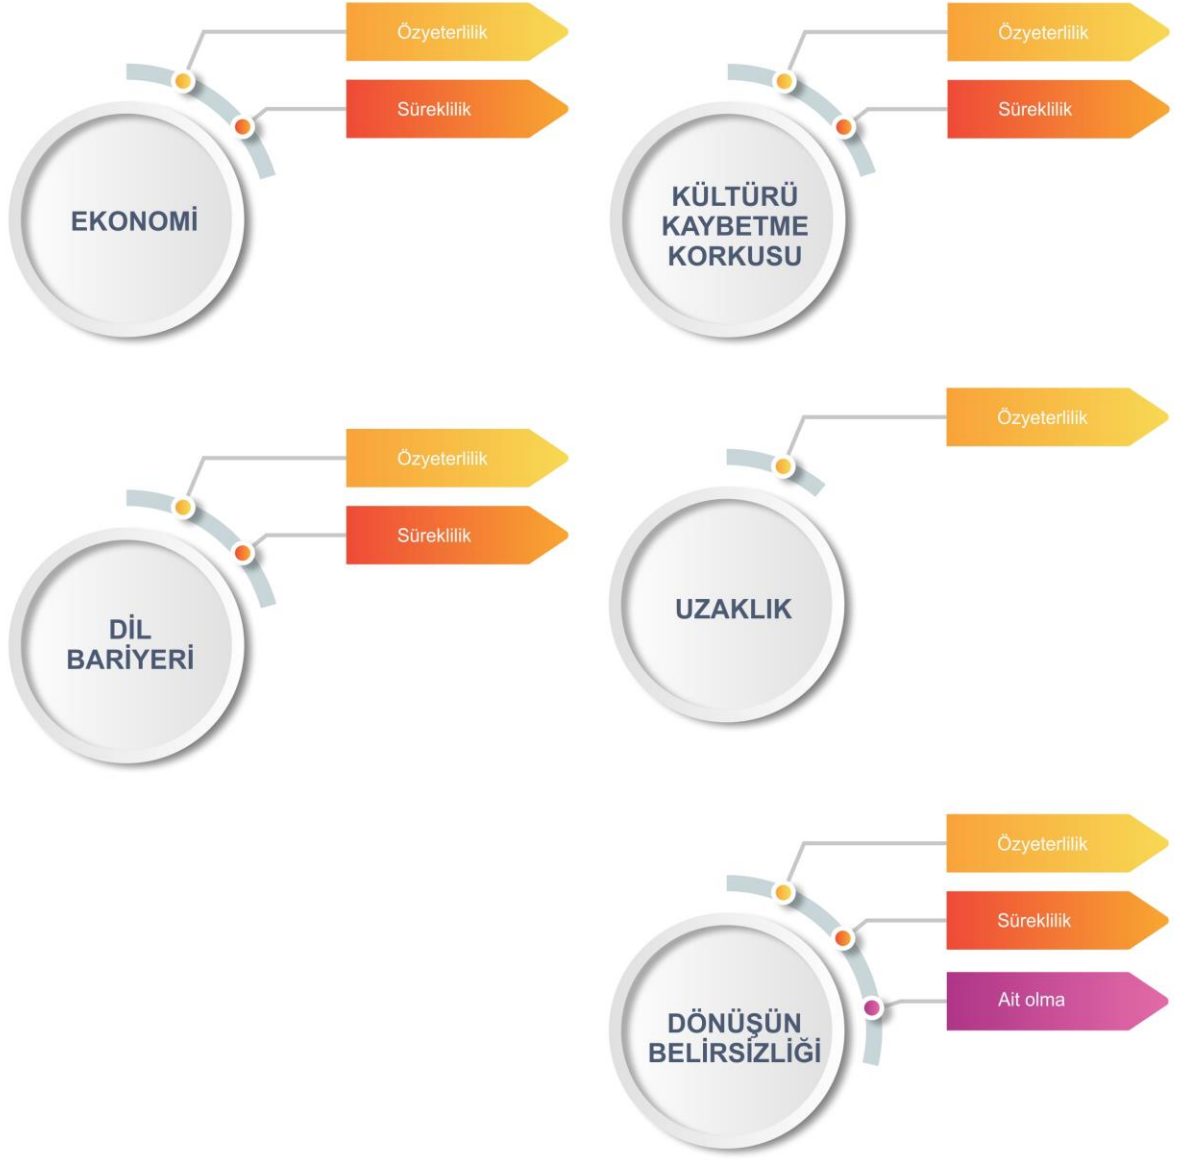 Özyeterlilik
Süreklilik
EKONOMİ
Özyeterlilik
Süreklilik
KÜLTÜRÜ
KAYBETME
KORKUSU
Özyeterlilik
Süreklilik
DİL
BARİYERİ
Özyeterlilik
UZAKLIK
Özyeterlilik
Süreklilik
Ait olma
DÖNÜŞÜN
BELİRSİZLİĞİ